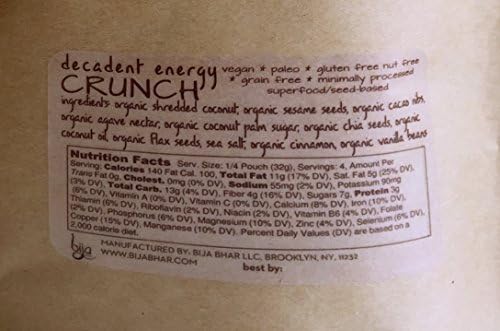 decadent energy
CRUNCH
vegan * paleo * gluten free nut free
* grain free * minimally processed
superfood/seed-based
ingredients organic shredded coconut, organic sesame seeds, organic cacao nibs,
organic agave nectar, organic coconut palm sugar, organic chia seeds, organic
coconut oil, organic flax seeds, sea salt, organic cinnamon, organic vanilla beans
Nutrition Facts Serv. Size: 1/4 Pouch (32g), Servings: 4, Amount Per
Serving: Calories 140 Fat Cal. 100, Total Fat 11g (17% DV), Sat. Fat 5g (25% DV),
Trans Fat 0g, Cholest. 0mg (0% DV), Sodium 55mg (2% DV), Potassium 90mg
(3% DV), Total Carb. 13g (4% DV), Fiber 4g (16% DV), Sugars 7g, Protein 3g
(6% DV), Vitamin A (0% DV), Vitamin C (0% DV), Calcium (8% DV), Iron (10% DV),
Thiamin (6% DV), Riboflavin (2% DV), Niacin (2% DV), Vitamin B6 (4% DV), Folate
(2% DV), Phosphorus (6% DV), Magnesium (10% DV), Zinc (4% DV), Selenium (6% DV),
Copper (15% DV), Manganese (10% DV). Percent Daily Values (DV) are based on a
2,000 calorie diet.
bija
MANUFACTURED BY: BIJA BHAR LLC, BROOKLYN, NY, 11232
WWW.BIJABHAR.COM
best by: